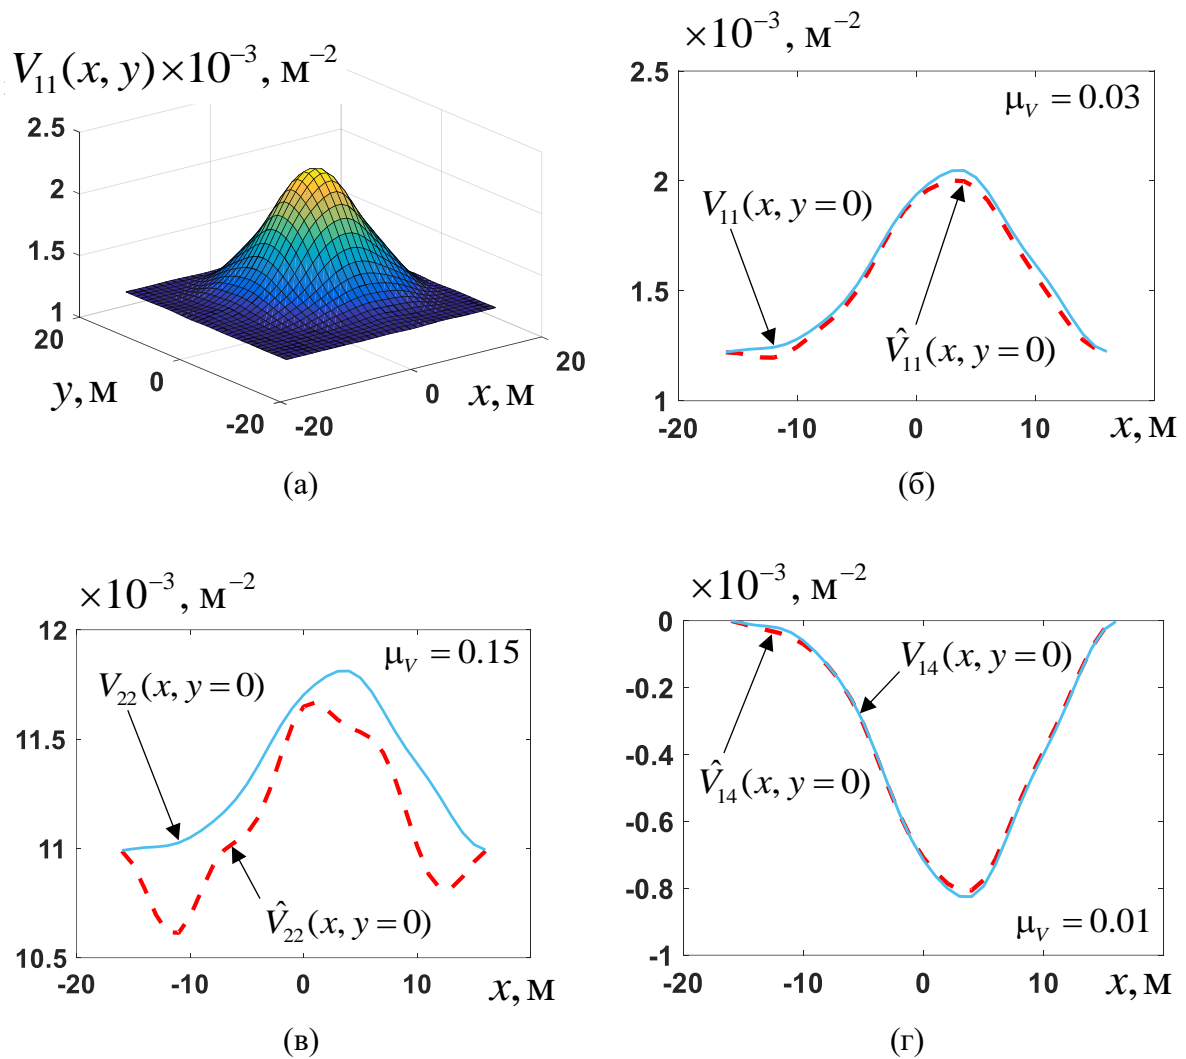 V₁₁(x, y)×10⁻³, м⁻²
2.5
2
1.5
1
20
0
-20
y, м
-20
0
20
x, м
(а)
×10⁻³, м⁻²
2.5
2
1.5
1
μ_V = 0.03
V₁₁(x, y = 0)
V̂₁₁(x, y = 0)
-20 -10 0 10
x, м
(б)
×10⁻³, м⁻²
12
11.5
11
10.5
μ_V = 0.15
V₂₂(x, y = 0)
V̂₂₂(x, y = 0)
-20 -10 0 10
x, м
(в)
×10⁻³, м⁻²
0
-0.2
-0.4
-0.6
-0.8
-1
V₁₄(x, y = 0)
V̂₁₄(x, y = 0)
μ_V = 0.01
-20 -10 0 10
x, м
(г)